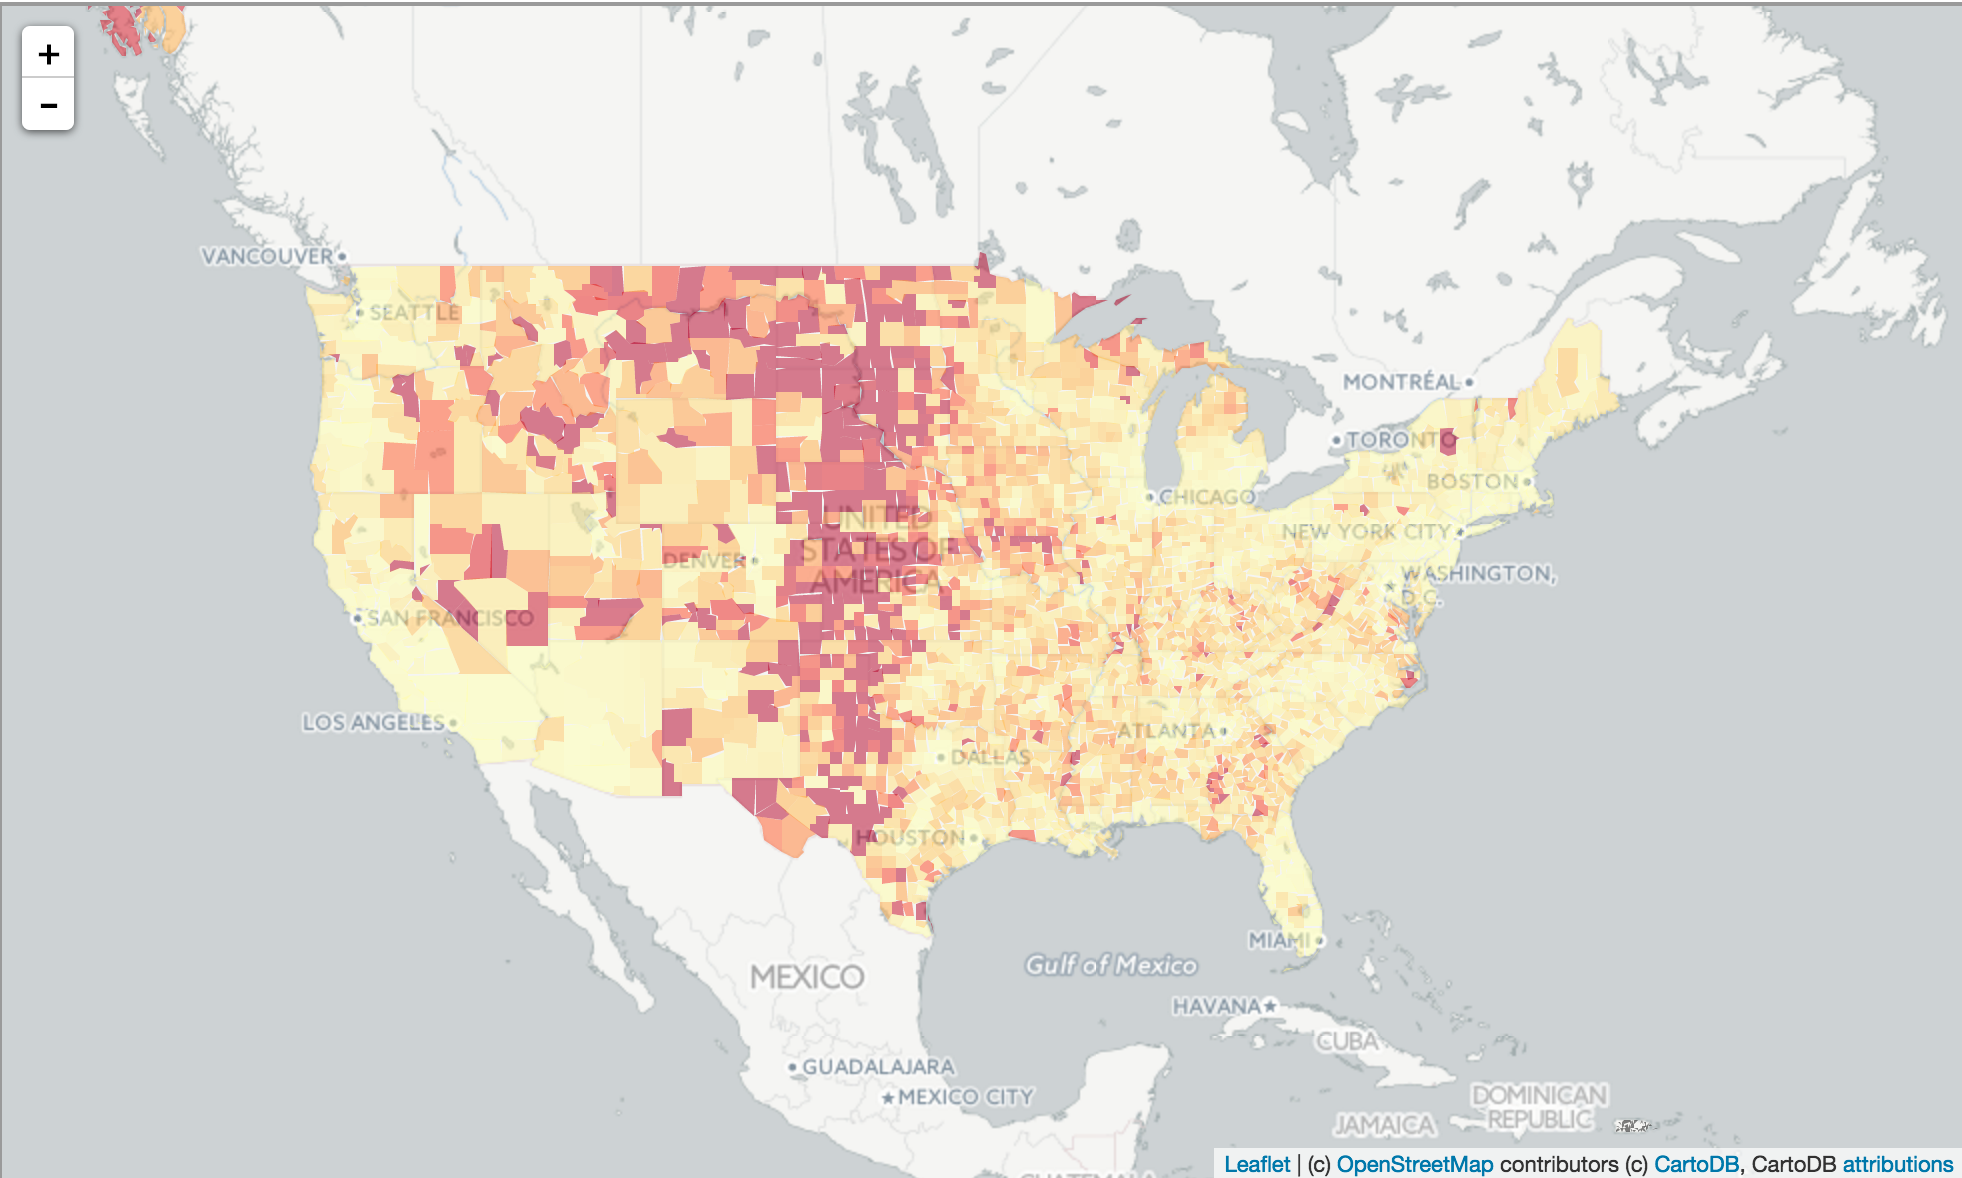 +
-
VANCOUVER
SEATTLE
MONTRÉAL
TORONTO
BOSTON
CHICAGO
NEW YORK CITY
UNITED
STATES OF
AMERICA
DENVER
WASHINGTON,
D.C.
SAN FRANCISCO
LOS ANGELES
ATLANTA
DALLAS
HOUSTON
MIAMI
Gulf of Mexico
MEXICO
HAVANA
CUBA
GUADALAJARA
MEXICO CITY
DOMINICAN
REPUBLIC
JAMAICA
GUATEMALA
Leaflet | (c) OpenStreetMap contributors (c) CartoDB, CartoDB attributions